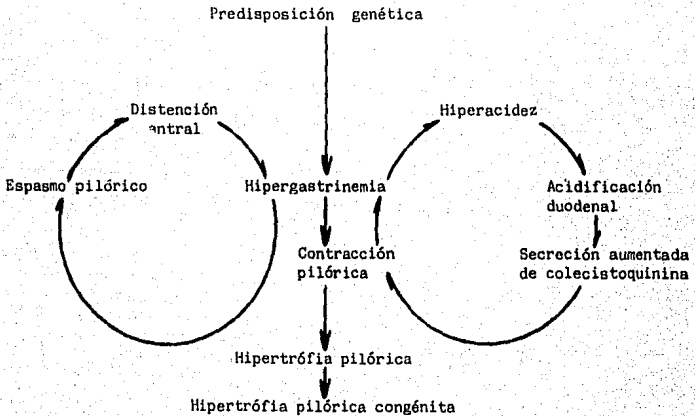 Predisposición genética
Distención
antral
Hiperacidez
Espasmo pilórico
Hipergastrinemia
Acidificación
duodenal
Contracción
pilórica
Secreción aumentada
de colecistoquinina
Hipertrófia pilórica
Hipertrófia pilórica congénita